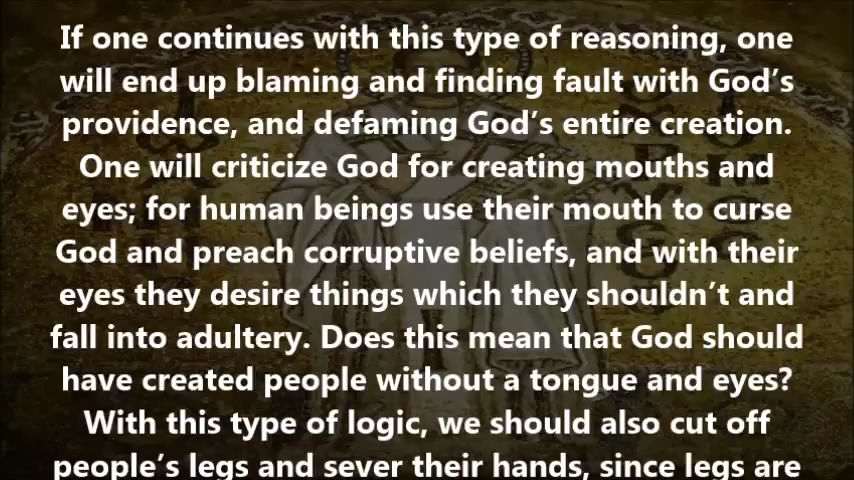 If one continues with this type of reasoning, one
will end up blaming and finding fault with God’s
providence, and defaming God’s entire creation.
One will criticize God for creating mouths and
eyes; for human beings use their mouth to curse
God and preach corruptive beliefs, and with their
eyes they desire things which they shouldn’t and
fall into adultery. Does this mean that God should
have created people without a tongue and eyes?
With this type of logic, we should also cut off
people’s legs and sever their hands, since legs are